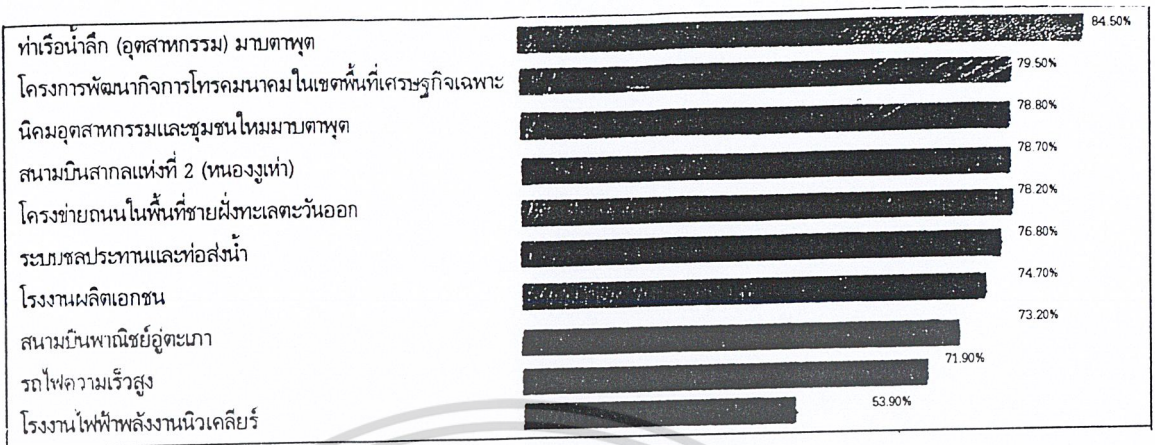 ท่าเรือน้ำลึก (อุตสาหกรรม) มาบตาพุต 84.50%
โครงการพัฒนากิจการโทรคมนาคมในเขตพื้นที่เศรษฐกิจเฉพาะ 79.50%
นิคมอุตสาหกรรมและชุมชนใหม่มาบตาพุต 78.80%
สนามบินสากลแห่งที่ 2 (หนองงูเห่า) 78.70%
โครงข่ายถนนในพื้นที่ชายฝั่งทะเลตะวันออก 78.20%
ระบบชลประทานและท่อส่งน้ำ 76.80%
โรงงานผลิตเอกชน 74.70%
สนามบินพาณิชย์อู่ตะเภา 73.20%
รถไฟความเร็วสูง 71.90%
โรงงานไฟฟ้าพลังงานนิวเคลียร์ 53.90%